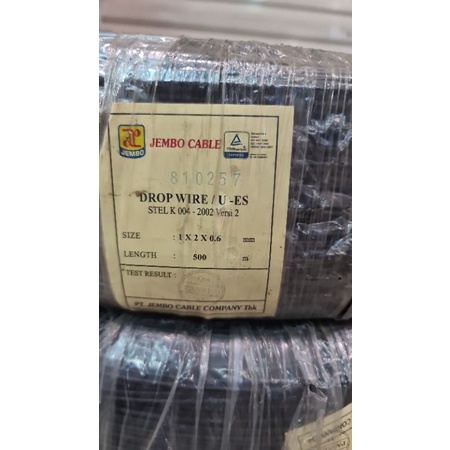 JEMBO
JEMBO CABLE
810257
DROP WIRE / U -ES
STEL K 004 - 2002 Versi 2
SIZE : 1 X 2 X 0.6 mm
LENGTH : 500 m
TEST RESULT :
PT. JEMBO CABLE COMPANY Tbk